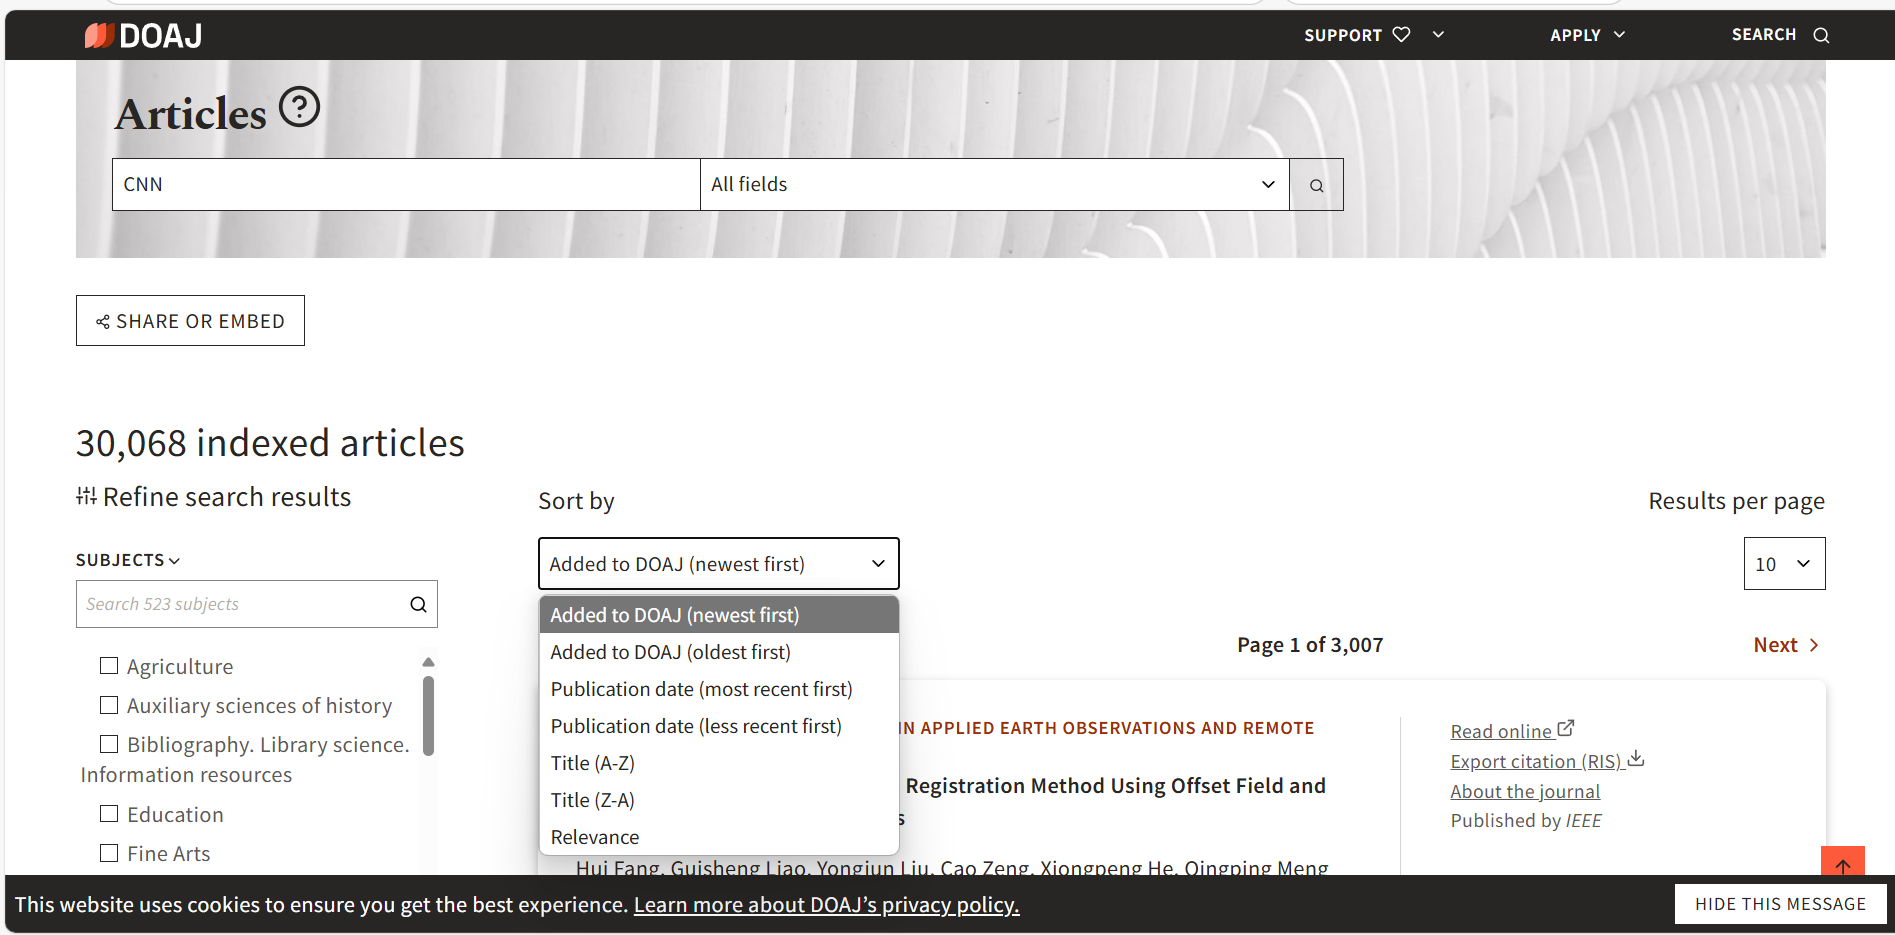 DOAJ
SUPPORT
APPLY
SEARCH
Articles
CNN
All fields
SHARE OR EMBED
30,068 indexed articles
Refine search results
Sort by
Results per page
SUBJECTS
Search 523 subjects
Agriculture
Auxiliary sciences of history
Bibliography. Library science.
Information resources
Education
Fine Arts
Added to DOAJ (newest first)
10
Added to DOAJ (newest first)
Added to DOAJ (oldest first)
Publication date (most recent first)
Publication date (less recent first)
Title (A-Z)
Title (Z-A)
Relevance
Page 1 of 3,007
Next
IN APPLIED EARTH OBSERVATIONS AND REMOTE
Registration Method Using Offset Field and
s
Hui Fang, Guisheng Liao, Yongjun Liu, Cao Zeng, Xiongpeng He, Qingping Meng
Read online
Export citation (RIS)
About the journal
Published by IEEE
This website uses cookies to ensure you get the best experience. Learn more about DOAJ’s privacy policy.
HIDE THIS MESSAGE